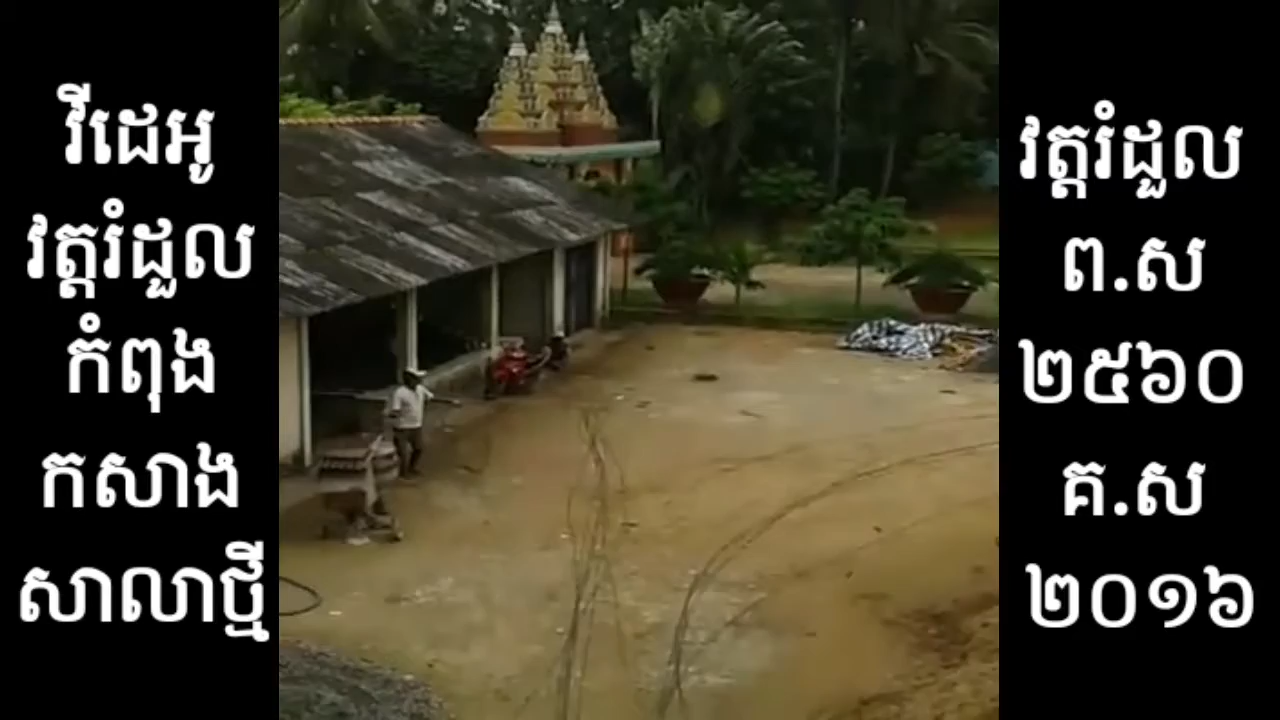 វីដេអូ
វត្តរំដួល
កំពុង
កសាង
សាលាថ្មី
វត្តរំដួល
ព.ស
២៥៦០
គ.ស
២០១៦